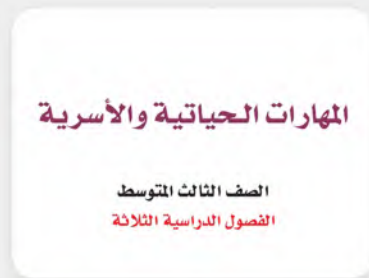 المهارات الحياتية والأسرية
الصف الثالث المتوسط
الفصول الدراسية الثلاثة